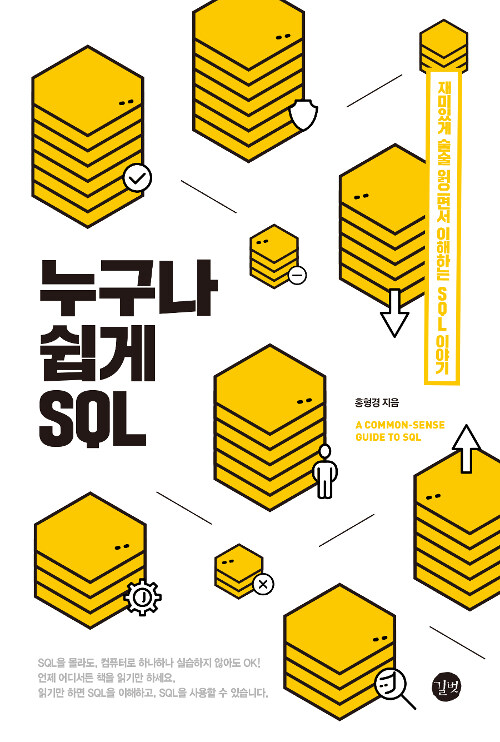 재미있게 술술 읽으면서 이해하는 SQL 이야기
누구나
쉽게
SQL
홍형경 지음
A COMMON-SENSE
GUIDE TO SQL
SQL을 몰라도, 컴퓨터로 하나하나 실습하지 않아도 OK!
언제 어디서든 책을 읽기만 하세요.
읽기만 하면 SQL을 이해하고, SQL을 사용할 수 있습니다.
길벗